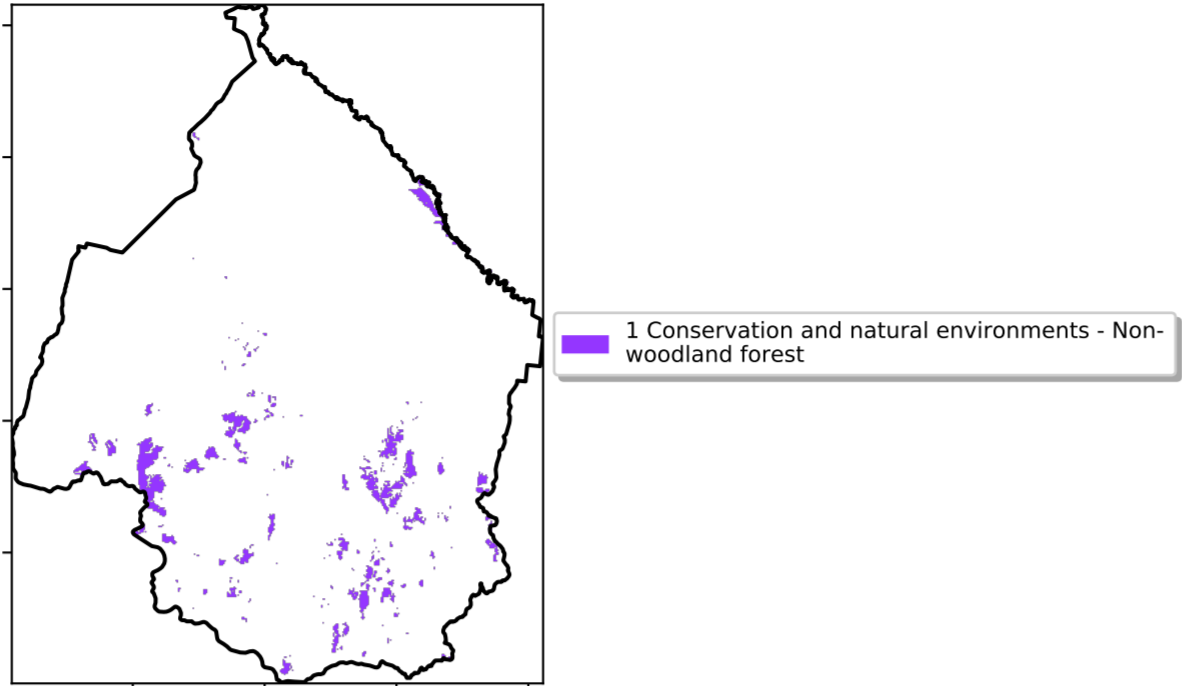 1 Conservation and natural environments - Non-
woodland forest